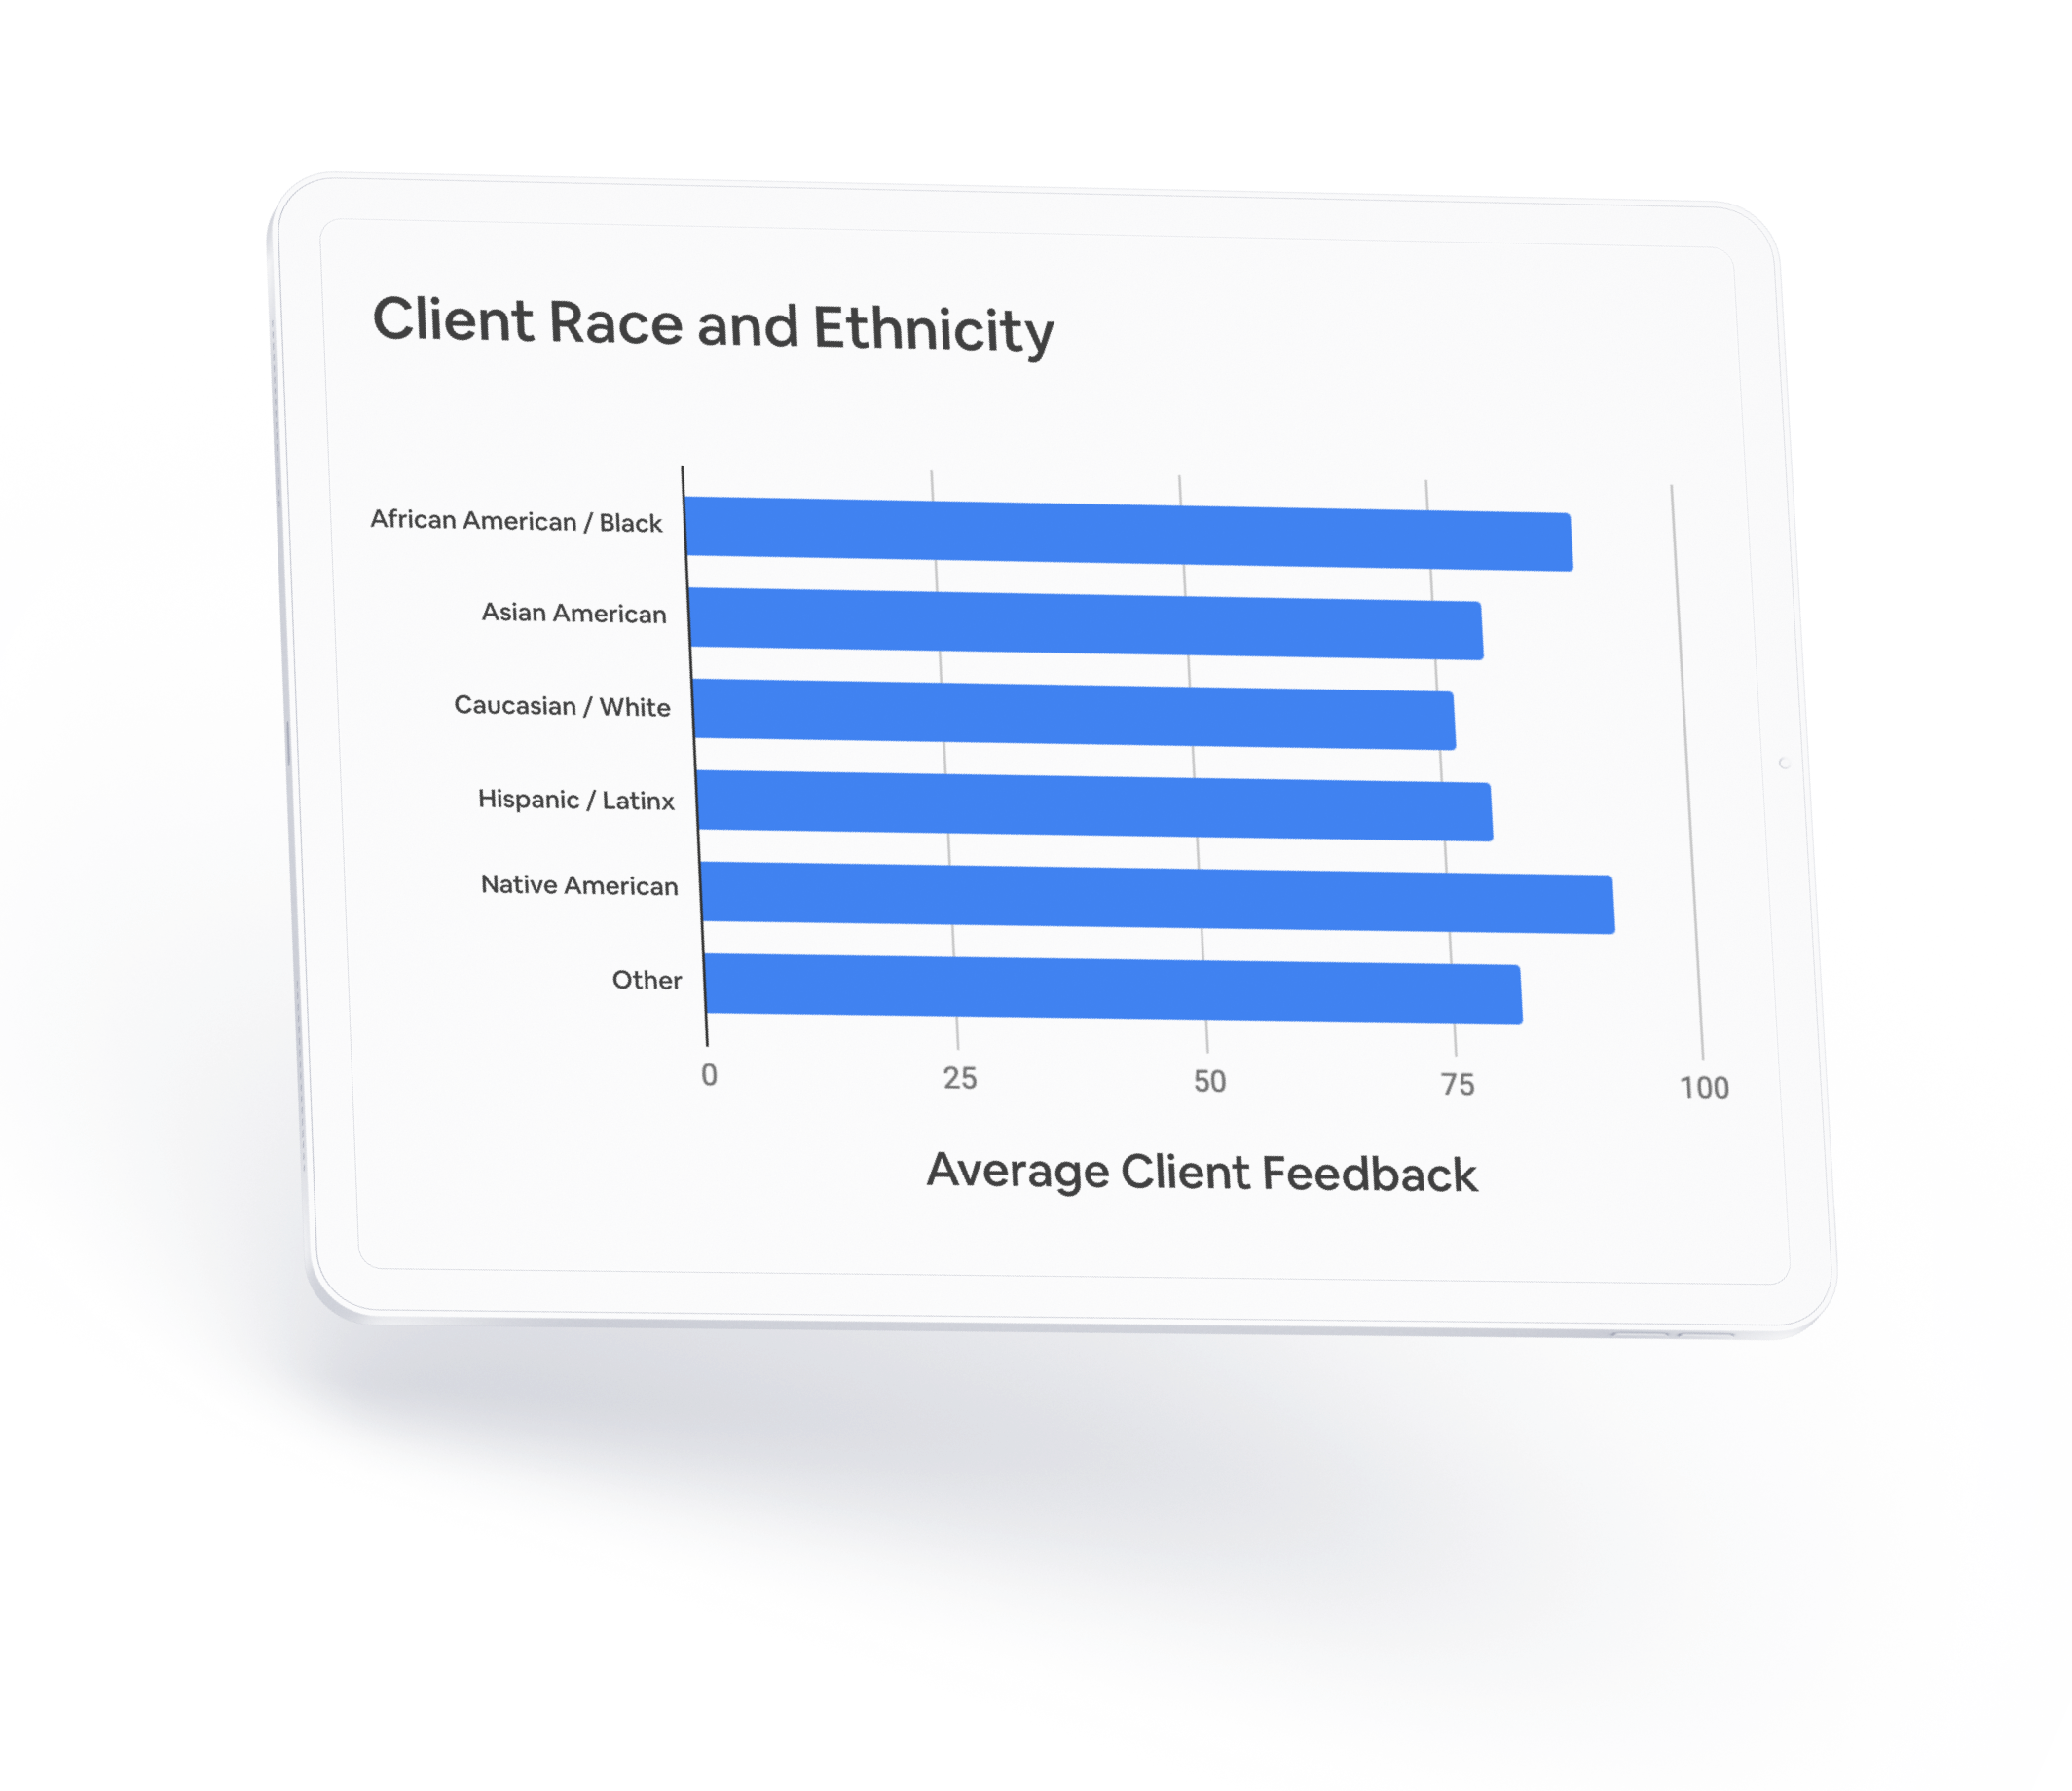 Client Race and Ethnicity
African American / Black
Asian American
Caucasian / White
Hispanic / Latinx
Native American
Other
0 25 50 75 100
Average Client Feedback